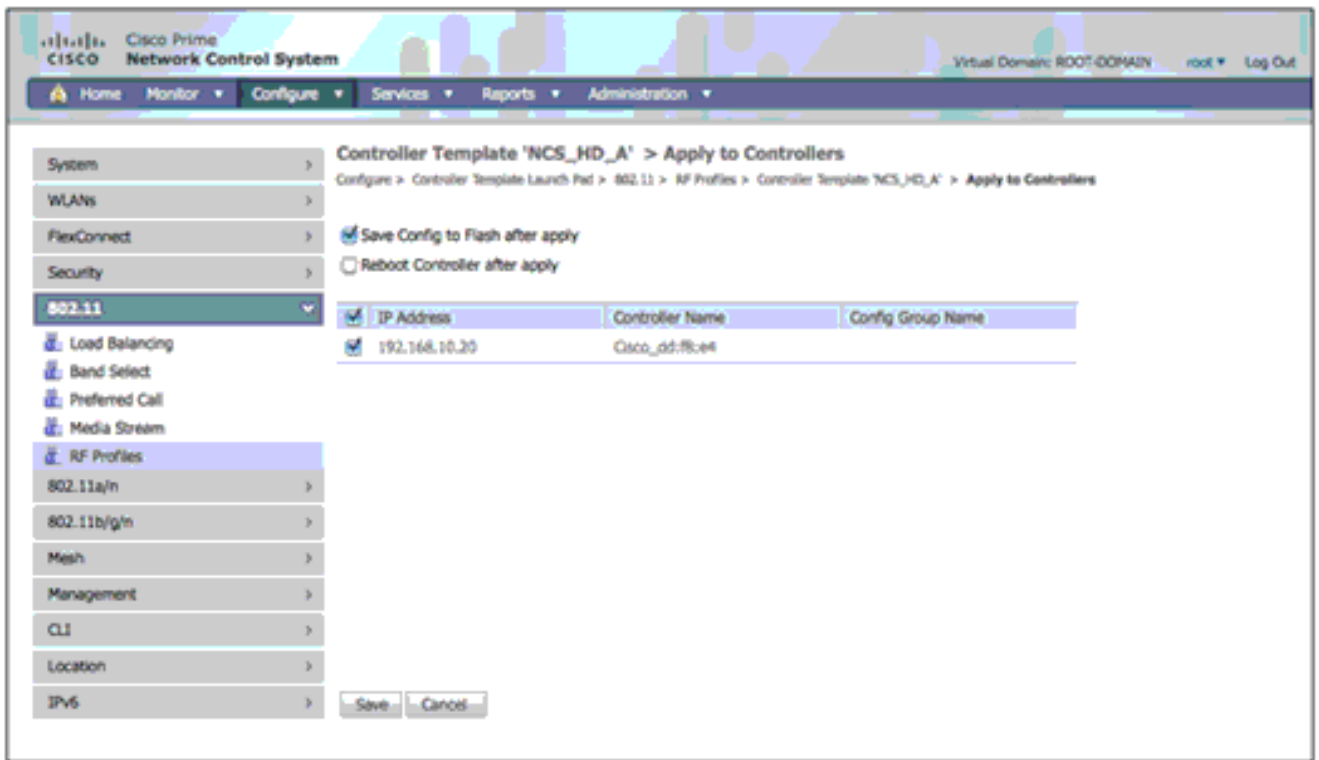 Cisco Prime
CISCO Network Control System
Virtual Domain: ROOT-DOMAIN root Log Out
Home Monitor Configure Services Reports Administration
System
WLANs
FlexConnect
Security
802.11
Load Balancing
Band Select
Preferred Call
Media Stream
RF Profiles
802.11a/n
802.11b/g/n
Mesh
Management
CLI
Location
IPv6
Controller Template 'NCS_HD_A' > Apply to Controllers
Configure > Controller Template Launch Pad > 802.11 > RF Profiles > Controller Template 'NCS_HD_A' > Apply to Controllers
Save Config to Flash after apply
Reboot Controller after apply
IP Address Controller Name Config Group Name
192.168.10.20 Cisco_dd:f8:e4
Save Cancel